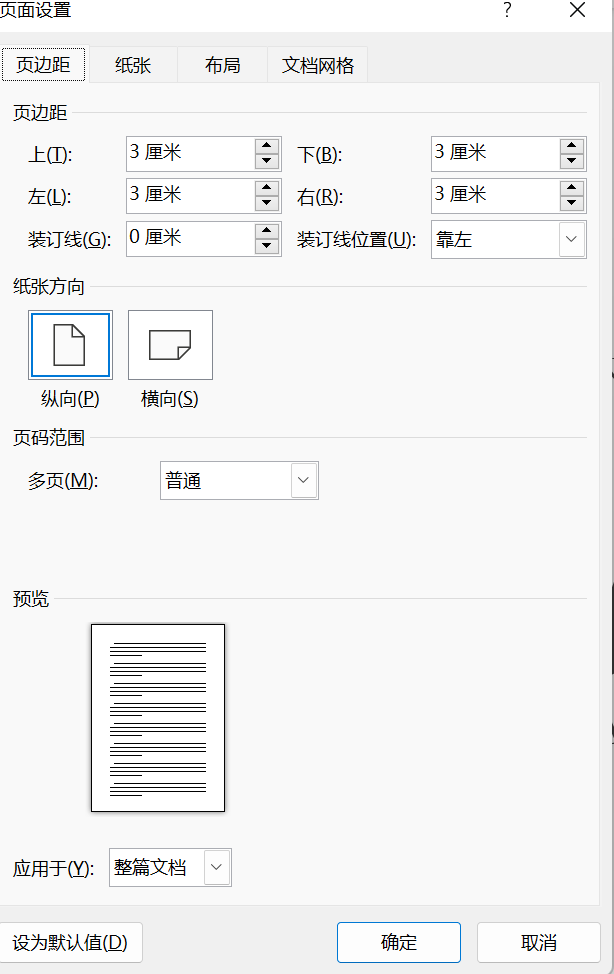 页面设置 ? ×
页边距 纸张 布局 文档网格
页边距
上(T): 3 厘米 下(B): 3 厘米
左(L): 3 厘米 右(R): 3 厘米
装订线(G): 0 厘米 装订线位置(U): 靠左
纸张方向
纵向(P) 横向(S)
页码范围
多页(M): 普通
预览
应用于(Y): 整篇文档
设为默认值(D) 确定 取消